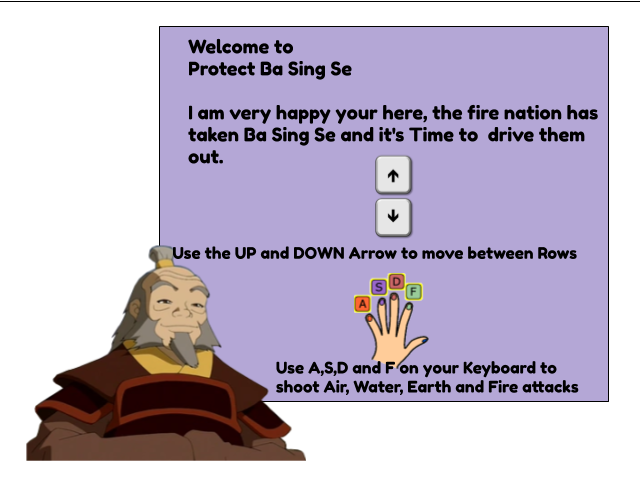 Welcome to
Protect Ba Sing Se
I am very happy your here, the fire nation has
taken Ba Sing Se and it's Time to  drive them
out.
↑
↓
Use the UP and DOWN Arrow to move between Rows
A S D F
Use A,S,D and F on your Keyboard to
shoot Air, Water, Earth and Fire attacks